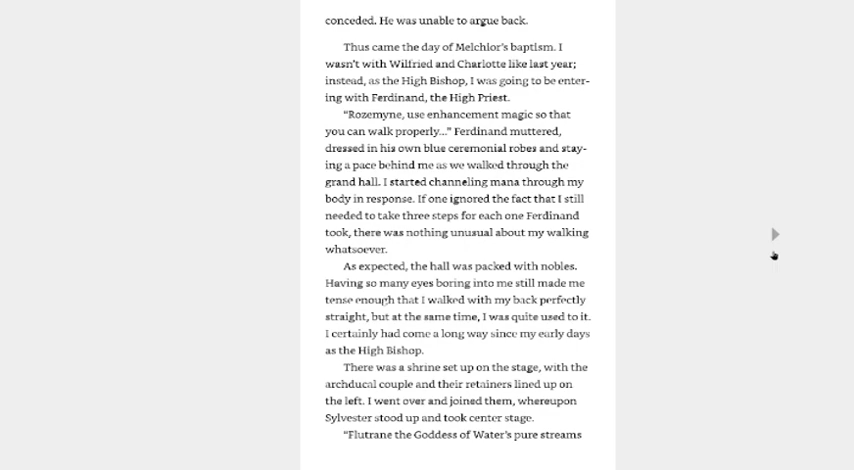 conceded. He was unable to argue back.
Thus came the day of Melchior's baptism. I
wasn't with Wilfried and Charlotte like last year;
instead, as the High Bishop, I was going to be enter-
ing with Ferdinand, the High Priest.
“Rozemyne, use enhancement magic so that
you can walk properly...” Ferdinand muttered,
dressed in his own blue ceremonial robes and stay-
ing a pace behind me as we walked through the
grand hall. I started channeling mana through my
body in response. If one ignored the fact that I still
needed to take three steps for each one Ferdinand
took, there was nothing unusual about my walking
whatsoever.
As expected, the hall was packed with nobles.
Having so many eyes boring into me still made me
tense enough that I walked with my back perfectly
straight, but at the same time, I was quite used to it.
I certainly had come a long way since my early days
as the High Bishop.
There was a shrine set up on the stage, with the
archducal couple and their retainers lined up on
the left. I went over and joined them, whereupon
Sylvester stood up and took center stage.
“Flutrane the Goddess of Water's pure streams